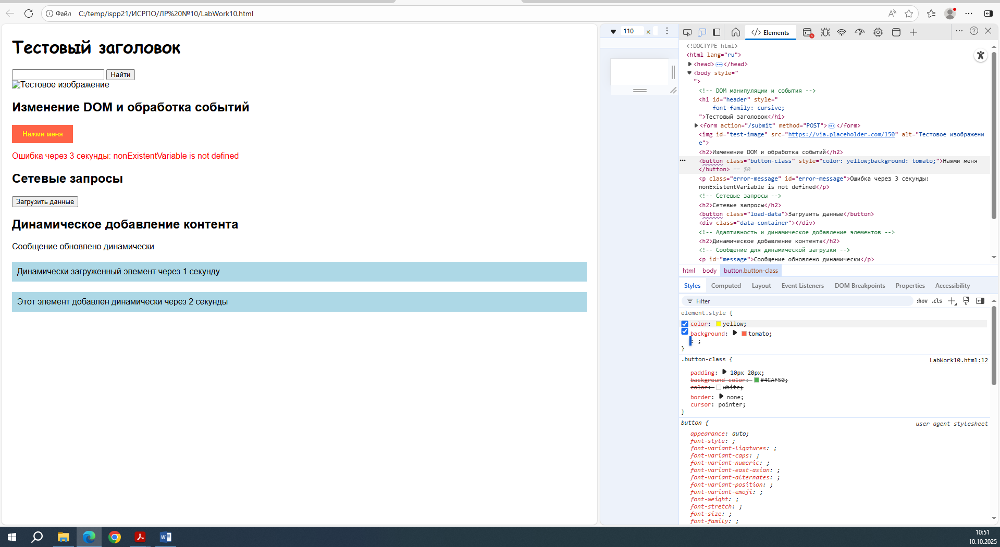 Файл C:/temp/ispp21/ИСРПО/ЛР%20№10/LabWork10.html
Тестовый заголовок
Найти
Тестовое изображение
Изменение DOM и обработка событий
Нажми меня
Ошибка через 3 секунды: nonExistentVariable is not defined
Сетевые запросы
Загрузить данные
Динамическое добавление контента
Сообщение обновлено динамически
Динамически загруженный элемент через 1 секунду
Этот элемент добавлен динамически через 2 секунды
110 ×
</> Elements
<!DOCTYPE html>
<html lang="ru">
<head> ••• </head>
<body style="
">
<!-- DOM манипуляции и события -->
<h1 id="header" style="
font-family: cursive;
">Тестовый заголовок</h1>
<form action="/submit" method="POST"> ••• </form>
<img id="test-image" src="https://via.placeholder.com/150" alt="Тестовое изображени
е">
<h2>Изменение DOM и обработка событий</h2>
<button class="button-class" style="color: yellow;background: tomato;">Нажми меня
</button> == $0
<p class="error-message" id="error-message">Ошибка через 3 секунды:
nonExistentVariable is not defined</p>
<!-- Сетевые запросы -->
<h2>Сетевые запросы</h2>
<button class="load-data">Загрузить данные</button>
<div class="data-container"></div>
<!-- Адаптивность и динамическое добавление элементов -->
<h2>Динамическое добавление контента</h2>
<!-- Сообщение для динамической загрузки -->
<p id="message">Сообщение обновлено динамически</p>
html body button.button-class
Styles Computed Layout Event Listeners DOM Breakpoints Properties Accessibility
Filter :hov .cls
element.style {
color: yellow;
background: tomato;
: ;
}
.button-class { LabWork10.html:12
padding: 10px 20px;
background-color: #4CAF50;
color: white;
border: none;
cursor: pointer;
}
button { user agent stylesheet
appearance: auto;
font-style: ;
font-variant-ligatures: ;
font-variant-caps: ;
font-variant-numeric: ;
font-variant-east-asian: ;
font-variant-alternates: ;
font-variant-position: ;
font-variant-emoji: ;
font-weight: ;
font-stretch: ;
font-size: ;
font-family: ;
10:51
10.10.2025